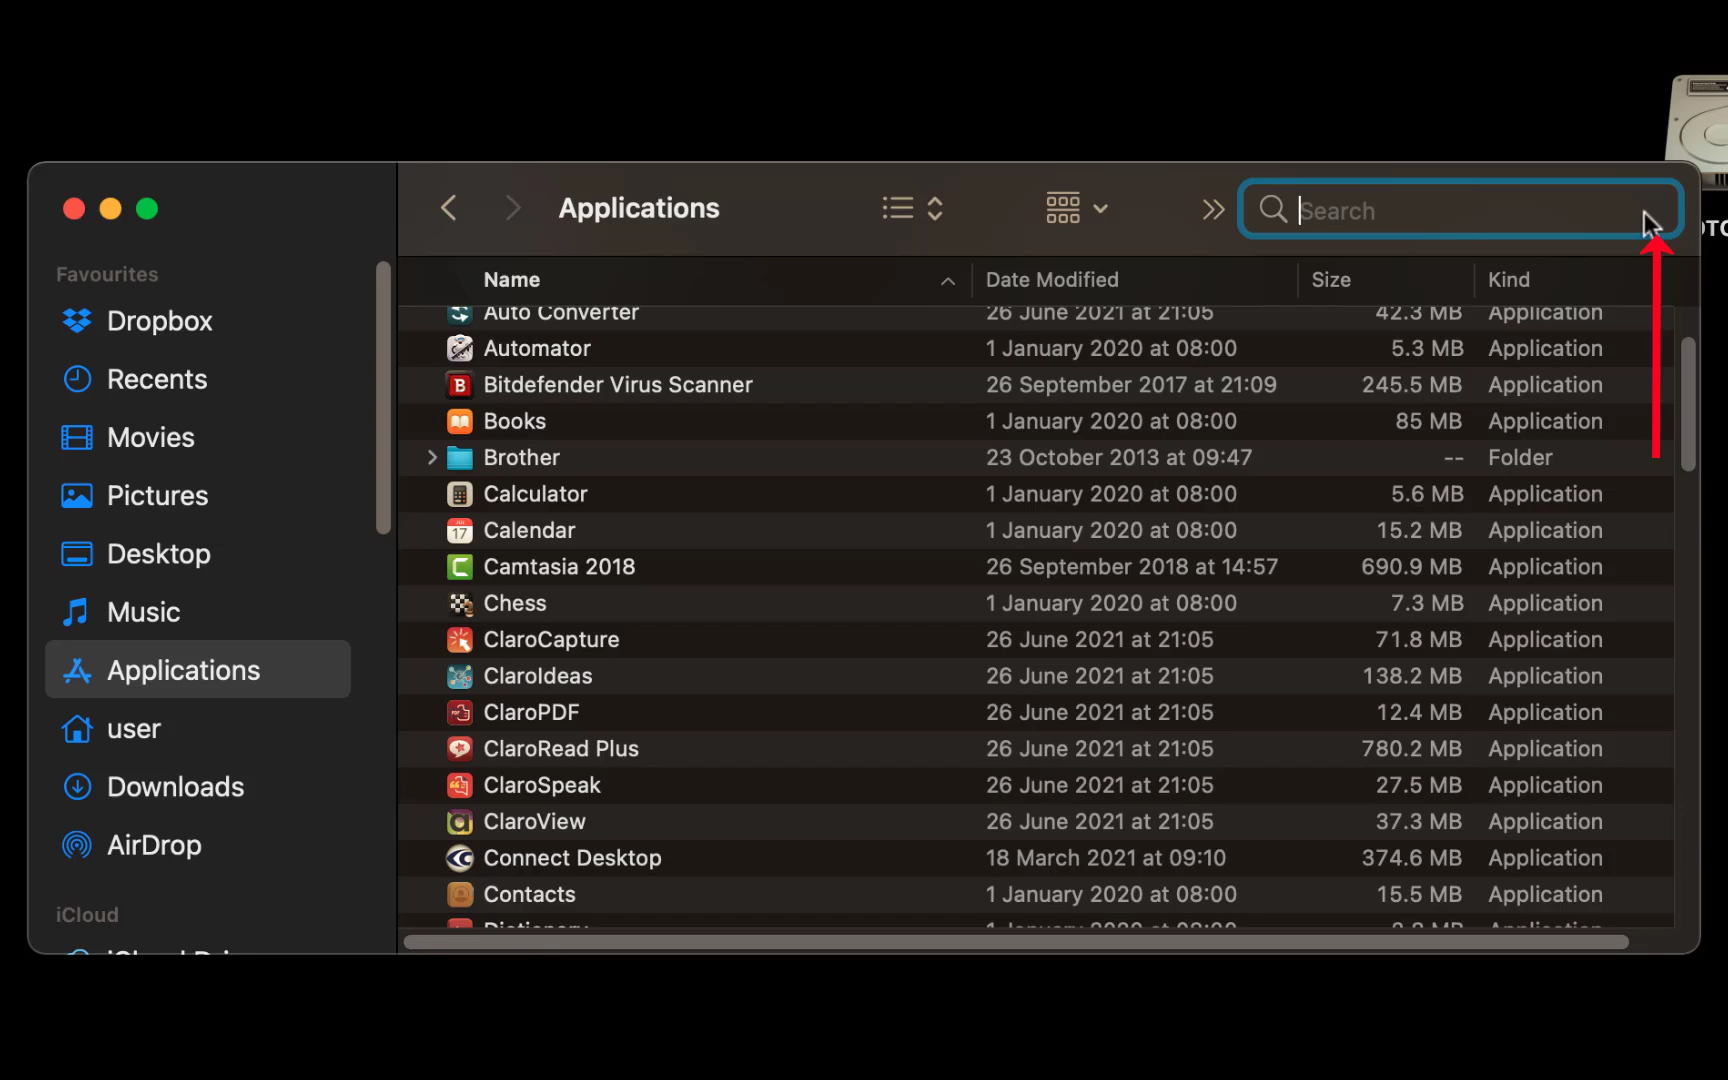 Applications
Search
Favourites
Dropbox
Recents
Movies
Pictures
Desktop
Music
Applications
user
Downloads
AirDrop
iCloud
Name Date Modified Size Kind
Auto Converter 26 June 2021 at 21:05 42.3 MB Application
Automator 1 January 2020 at 08:00 5.3 MB Application
Bitdefender Virus Scanner 26 September 2017 at 21:09 245.5 MB Application
Books 1 January 2020 at 08:00 85 MB Application
Brother 23 October 2013 at 09:47 -- Folder
Calculator 1 January 2020 at 08:00 5.6 MB Application
Calendar 1 January 2020 at 08:00 15.2 MB Application
Camtasia 2018 26 September 2018 at 14:57 690.9 MB Application
Chess 1 January 2020 at 08:00 7.3 MB Application
ClaroCapture 26 June 2021 at 21:05 71.8 MB Application
ClaroIdeas 26 June 2021 at 21:05 138.2 MB Application
ClaroPDF 26 June 2021 at 21:05 12.4 MB Application
ClaroRead Plus 26 June 2021 at 21:05 780.2 MB Application
ClaroSpeak 26 June 2021 at 21:05 27.5 MB Application
ClaroView 26 June 2021 at 21:05 37.3 MB Application
Connect Desktop 18 March 2021 at 09:10 374.6 MB Application
Contacts 1 January 2020 at 08:00 15.5 MB Application